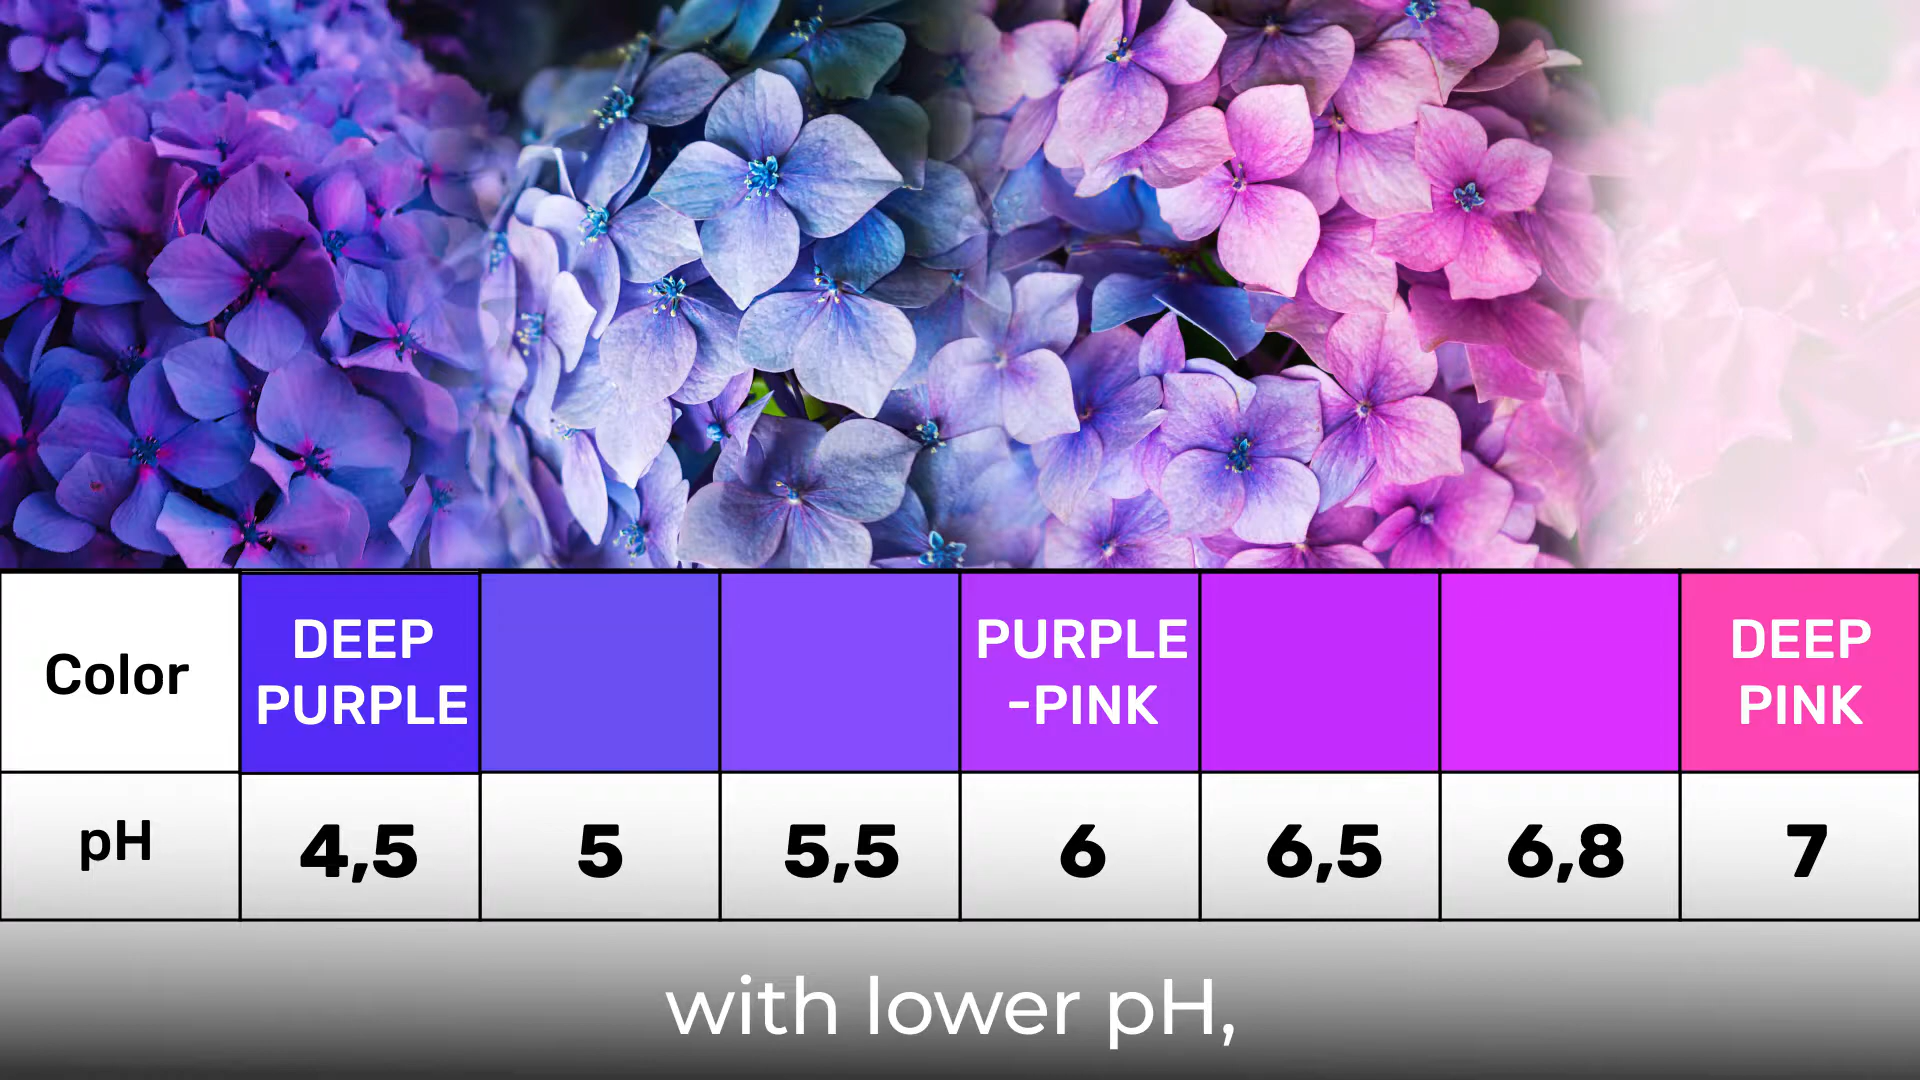 Color DEEP PURPLE PURPLE-PINK DEEP PINK
pH 4,5 5 5,5 6 6,5 6,8 7
with lower pH,